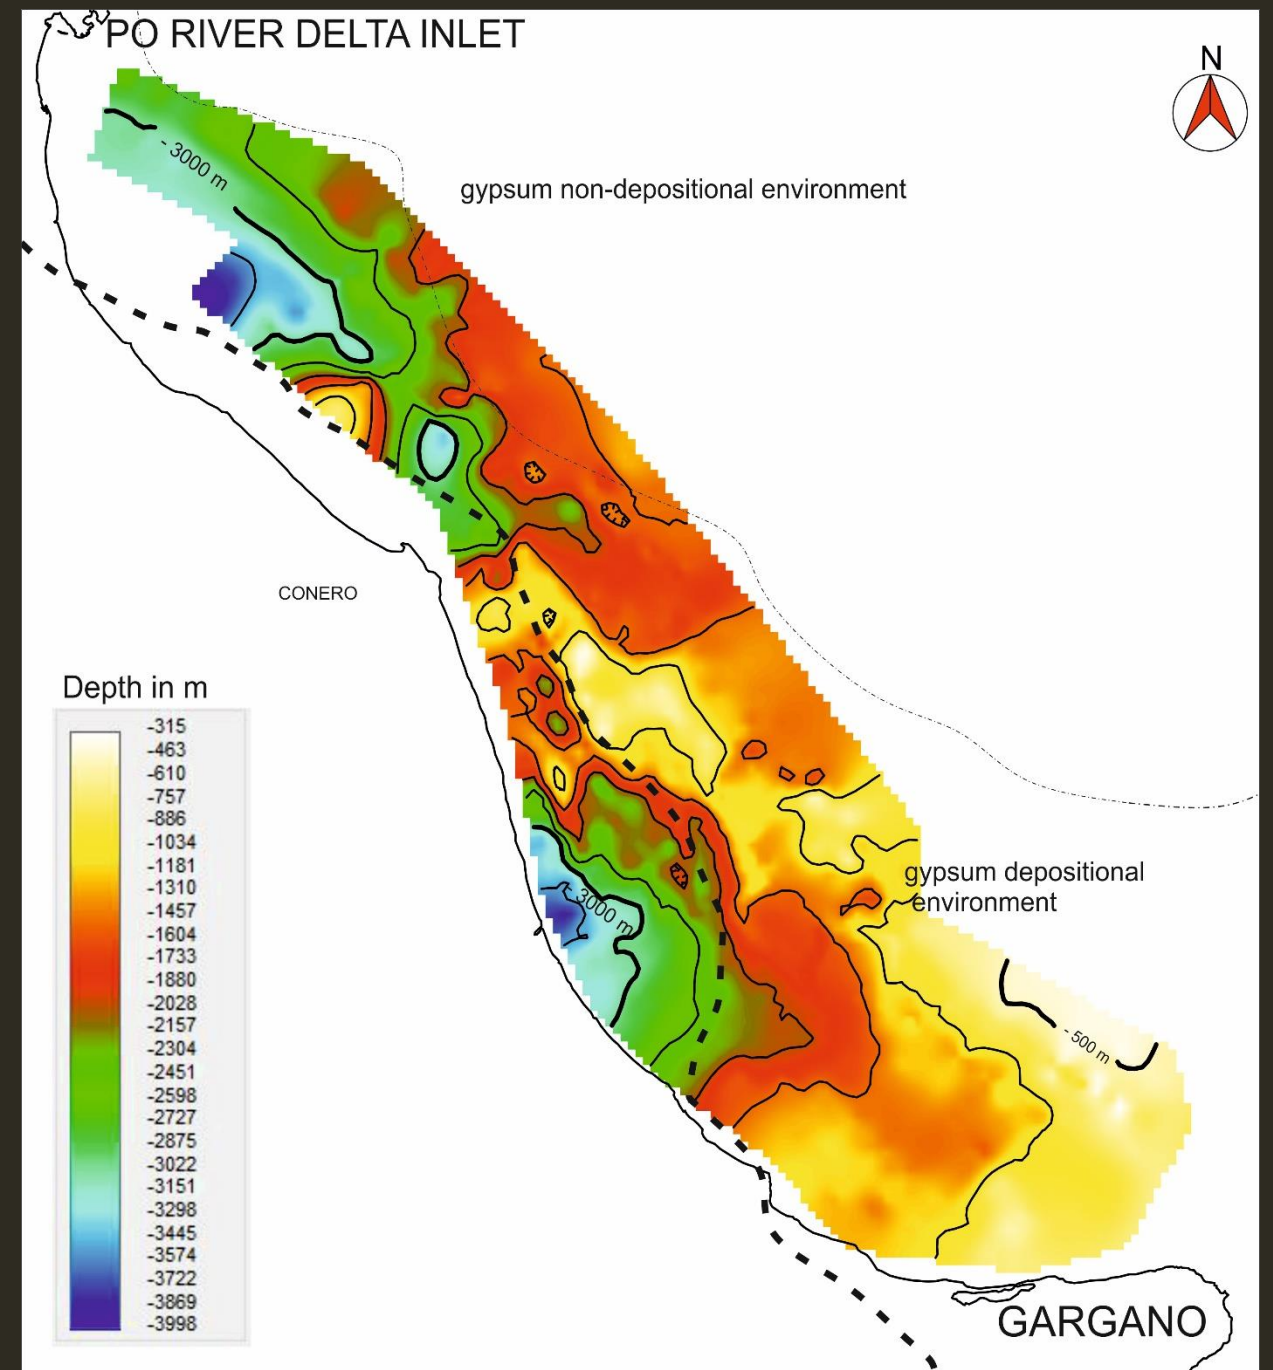 PO RIVER DELTA INLET
N
- 3000 m
gypsum non-depositional environment
CONERO
Depth in m
-315
-463
-610
-757
-886
-1034
-1181
-1310
-1457
-1604
-1733
-1880
-2028
-2157
-2304
-2451
-2598
-2727
-2875
-3022
-3151
-3298
-3445
-3574
-3722
-3869
-3998
- 3000 m
gypsum depositional
environment
- 500 m
GARGANO